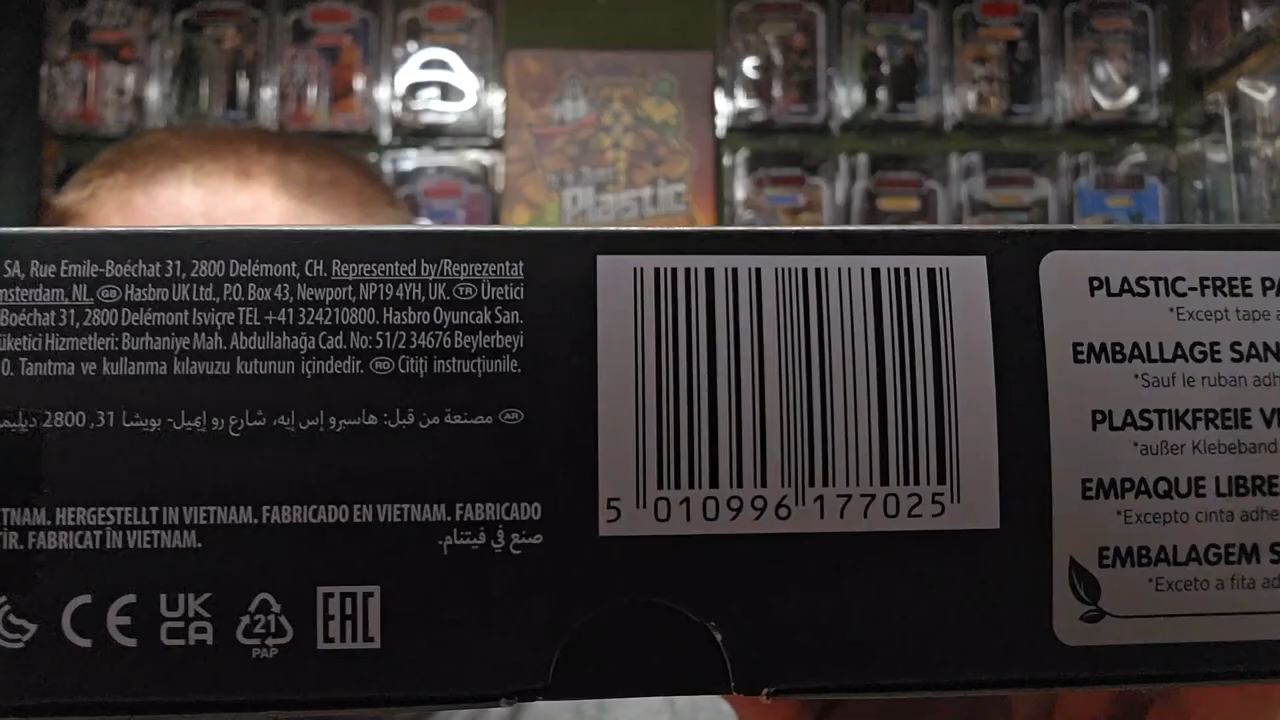 Plastic
SA, Rue Emile-Boéchat 31, 2800 Delémont, CH. Represented by/Reprezentat
msterdam, NL. GB Hasbro UK Ltd., P.O. Box 43, Newport, NP19 4YH, UK. TR Üretici
Boéchat 31, 2800 Delémont Isviçre TEL +41 324210800. Hasbro Oyuncak San.
üketici Hizmetleri: Burhaniye Mah. Abdullahağa Cad. No: 51/2 34676 Beylerbeyi
0. Tanıtma ve kullanma kılavuzu kutunun içindedir. RO Citiți instrucțiunile.
AR مصنعة من قبل: هاسبرو إس إيه، شارع رو إميل- بويشا 31, 2800
TNAM. HERGESTELLT IN VIETNAM. FABRICADO EN VIETNAM. FABRICADO
TİR. FABRICAT ÎN VIETNAM.
صنع في فيتنام.
CE
UK
CA
21
PAP
EAC
5 010996 177025
PLASTIC-FREE PA
*Except tape a
EMBALLAGE SAN
*Sauf le ruban adh
PLASTIKFREIE V
*außer Klebeband
EMPAQUE LIBRE
*Excepto cinta adhe
EMBALAGEM S
*Exceto a fita ad